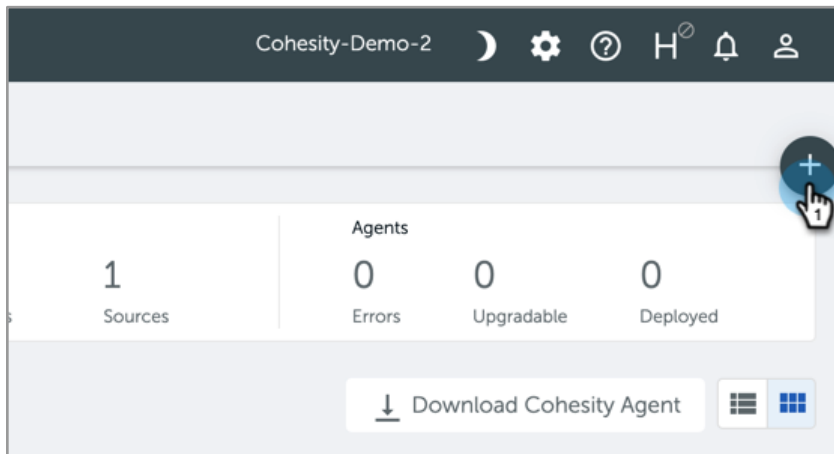 Cohesity-Demo-2 H
1
Agents
1 0 0 0
s Sources Errors Upgradable Deployed
Download Cohesity Agent